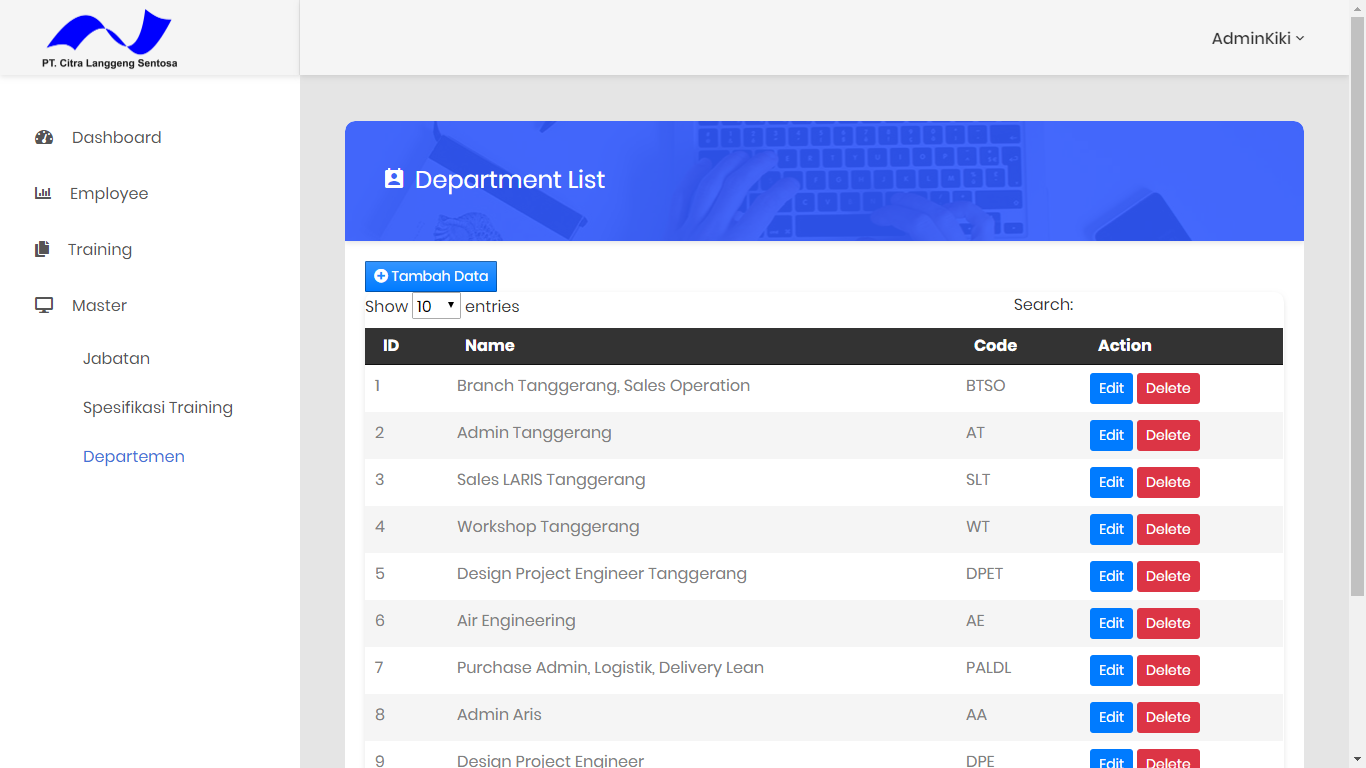 PT. Citra Langgeng Sentosa
AdminKiki
Dashboard
Employee
Training
Master
Jabatan
Spesifikasi Training
Departemen
Department List
Tambah Data
Show 10 entries
Search:
ID Name Code Action
1 Branch Tanggerang, Sales Operation BTSO Edit Delete
2 Admin Tanggerang AT Edit Delete
3 Sales LARIS Tanggerang SLT Edit Delete
4 Workshop Tanggerang WT Edit Delete
5 Design Project Engineer Tanggerang DPET Edit Delete
6 Air Engineering AE Edit Delete
7 Purchase Admin, Logistik, Delivery Lean PALDL Edit Delete
8 Admin Aris AA Edit Delete
9 Design Project Engineer DPE Edit Delete